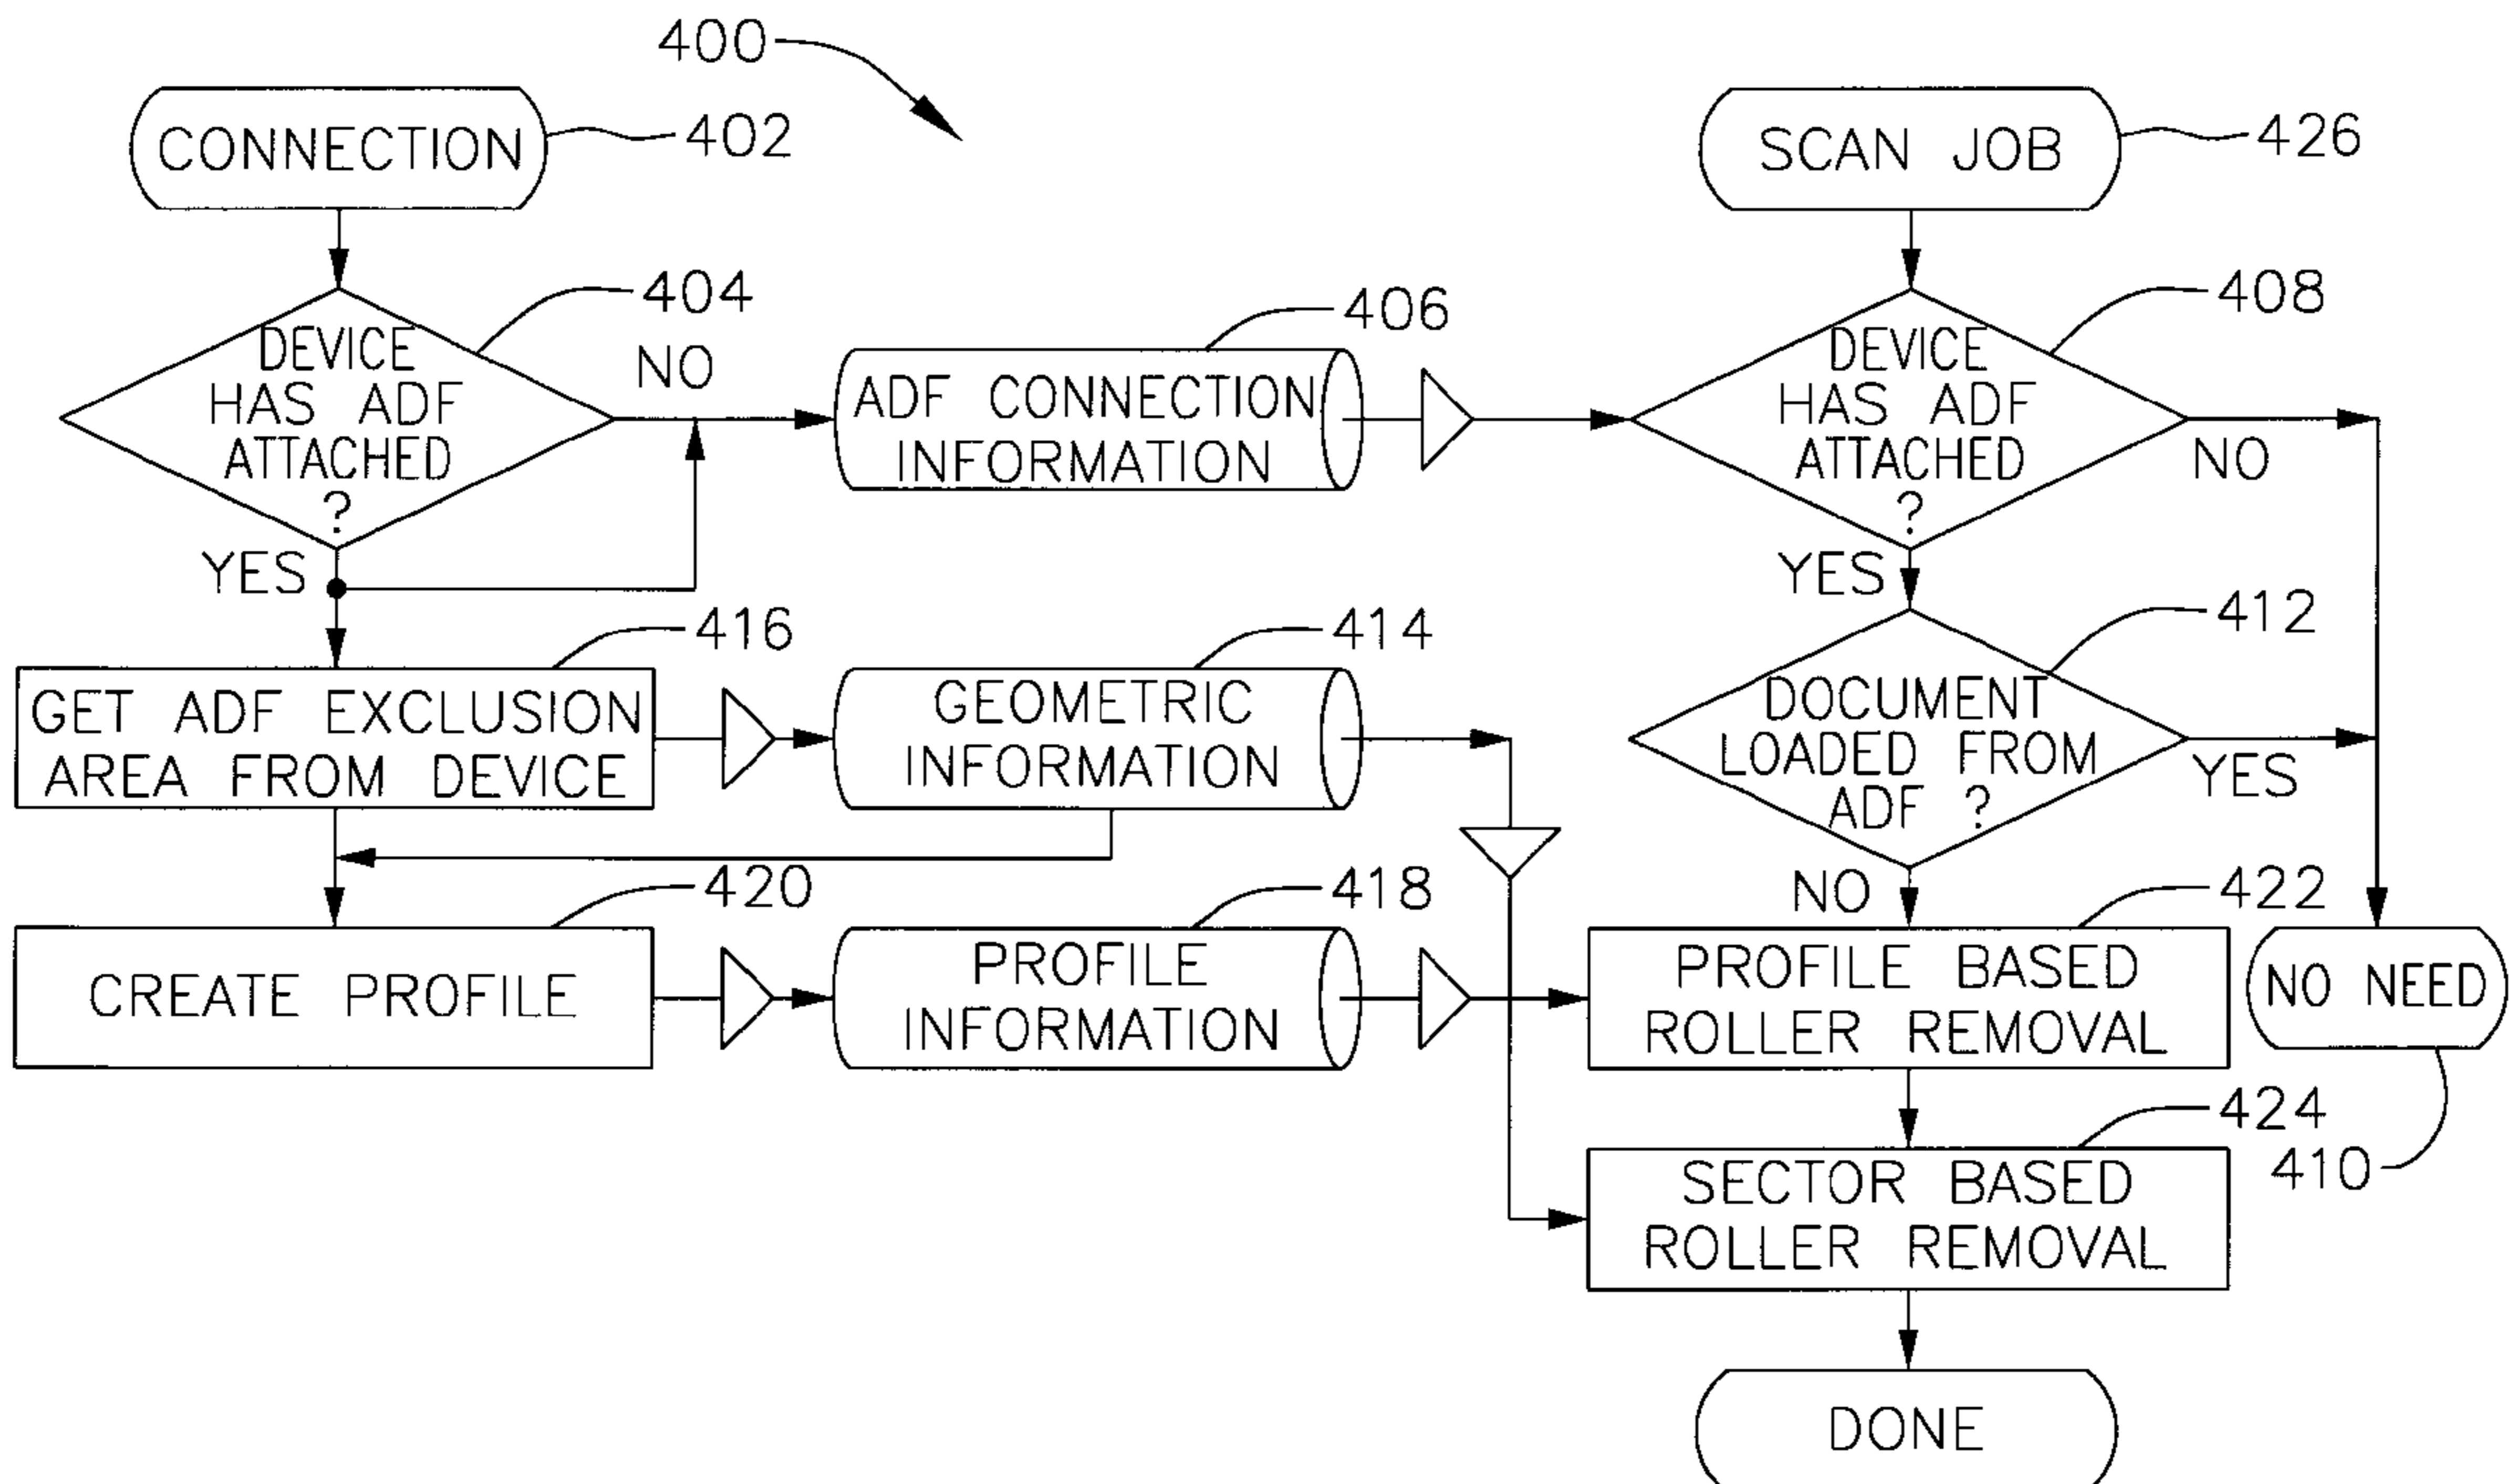 400
CONNECTION
402
SCAN JOB
426
404
DEVICE
HAS ADF
ATTACHED
?
NO
YES
406
ADF CONNECTION
INFORMATION
408
DEVICE
HAS ADF
ATTACHED
?
NO
YES
416
GET ADF EXCLUSION
AREA FROM DEVICE
414
GEOMETRIC
INFORMATION
412
DOCUMENT
LOADED FROM
ADF ?
YES
NO
420
CREATE PROFILE
418
PROFILE
INFORMATION
422
PROFILE BASED
ROLLER REMOVAL
NO NEED
410
424
SECTOR BASED
ROLLER REMOVAL
DONE